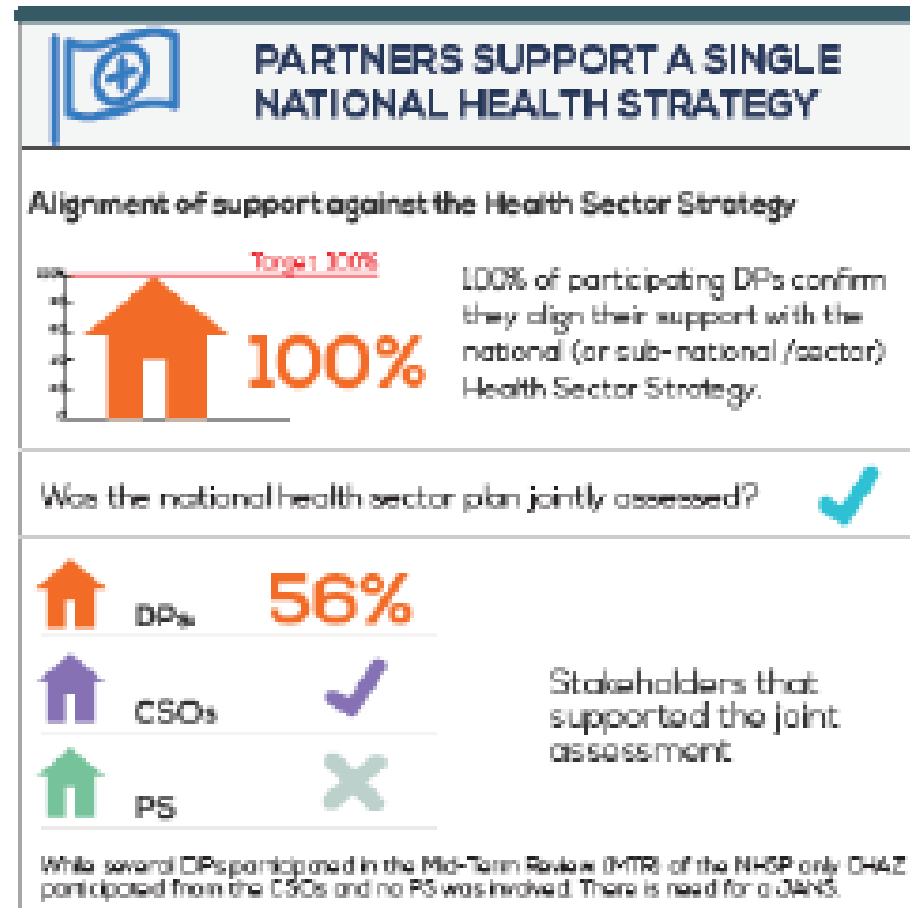 PARTNERS SUPPORT A SINGLE
NATIONAL HEALTH STRATEGY
Alignment of support against the Health Sector Strategy
Target 100%
100%
100%
100% of participating DPs confirm
they align their support with the
national (or sub-national /sector)
Health Sector Strategy.
Was the national health sector plan jointly assessed?
DPs
56%
CSOs
PS
Stakeholders that
supported the joint
assessment
While several DPs participated in the Mid-Term Review (MTR) of the NHSP only CHAZ
participated from the CSOs and no PS was involved. There is need for a JANS.